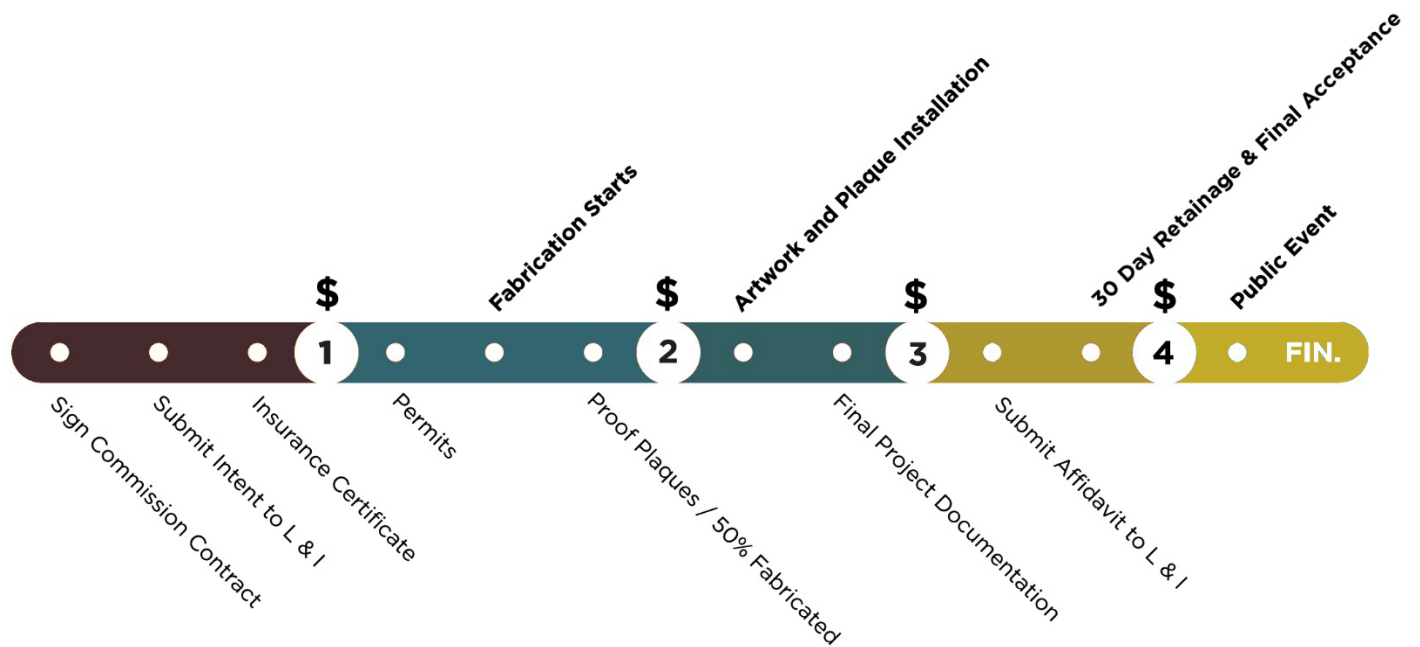 Sign Commission Contract
Submit Intent to L & I
Insurance Certificate
$
1
Permits
Fabrication Starts
Proof Plaques / 50% Fabricated
$
2
Artwork and Plaque Installation
Final Project Documentation
$
3
Submit Affidavit to L & I
30 Day Retainage & Final Acceptance
$
4
Public Event
FIN.